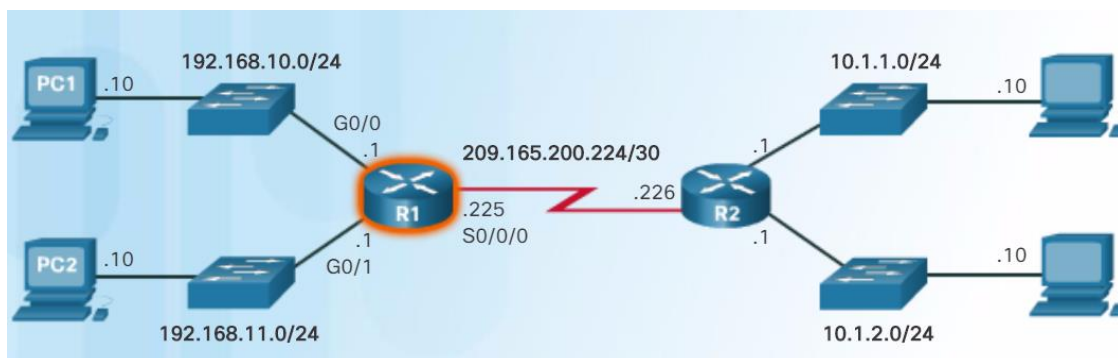 192.168.10.0/24
10.1.1.0/24
PC1
.10
.10
G0/0
.1
209.165.200.224/30
.1
R1
.225
S0/0/0
.226
R2
.1
G0/1
.1
PC2
.10
.10
192.168.11.0/24
10.1.2.0/24